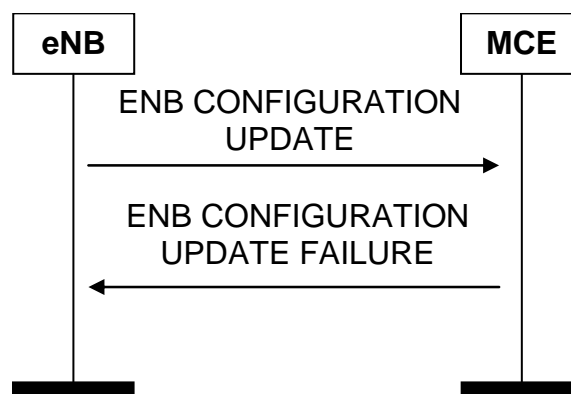 eNB
MCE
ENB CONFIGURATION
UPDATE
ENB CONFIGURATION
UPDATE FAILURE